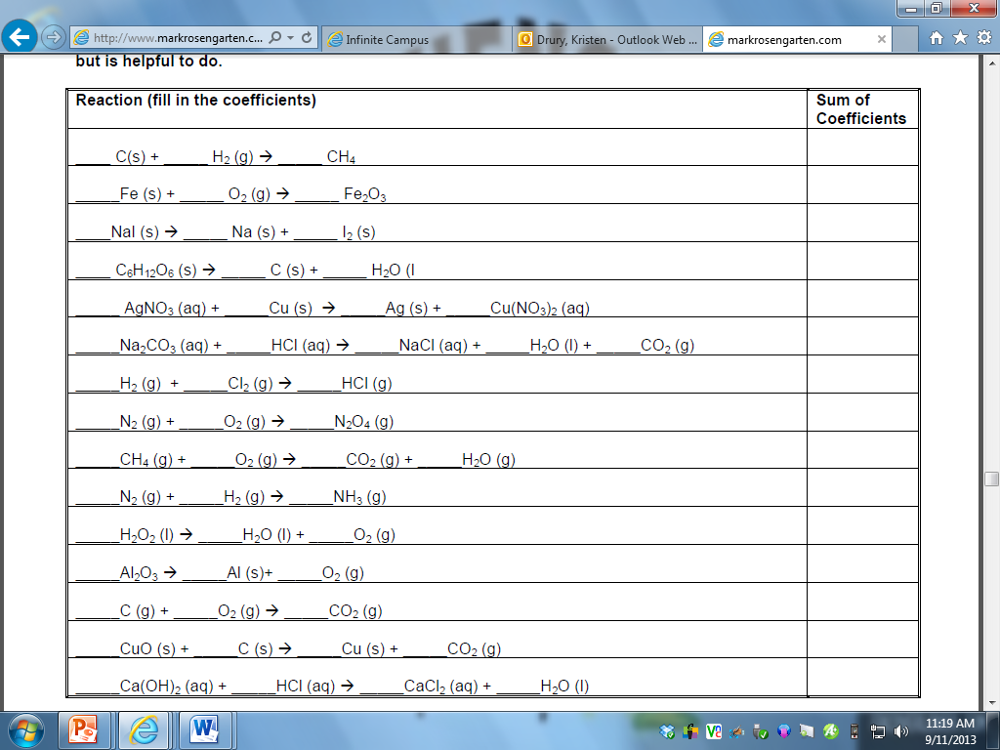 http://www.markrosengarten.c...
Infinite Campus
Drury, Kristen - Outlook Web ...
markrosengarten.com
but is helpful to do.
Reaction (fill in the coefficients)
Sum of
Coefficients
____ C(s) + _____ H₂ (g) → _____ CH₄
_____Fe (s) + _____ O₂ (g) → _____ Fe₂O₃
____NaI (s) → _____ Na (s) + _____ I₂ (s)
____ C₆H₁₂O₆ (s) → _____ C (s) + _____ H₂O (l
_____ AgNO₃ (aq) + _____Cu (s) → _____Ag (s) + _____Cu(NO₃)₂ (aq)
_____Na₂CO₃ (aq) + _____HCl (aq) → _____NaCl (aq) + _____H₂O (l) + _____CO₂ (g)
_____H₂ (g) + _____Cl₂ (g) → _____HCl (g)
_____N₂ (g) + _____O₂ (g) → _____N₂O₄ (g)
_____CH₄ (g) + _____O₂ (g) → _____CO₂ (g) + _____H₂O (g)
_____N₂ (g) + _____H₂ (g) → _____NH₃ (g)
_____H₂O₂ (l) → _____H₂O (l) + _____O₂ (g)
_____Al₂O₃ → _____Al (s)+ _____O₂ (g)
_____C (g) + _____O₂ (g) → _____CO₂ (g)
_____CuO (s) + _____C (s) → _____Cu (s) + _____CO₂ (g)
_____Ca(OH)₂ (aq) + _____HCl (aq) → _____CaCl₂ (aq) + _____H₂O (l)
11:19 AM
9/11/2013